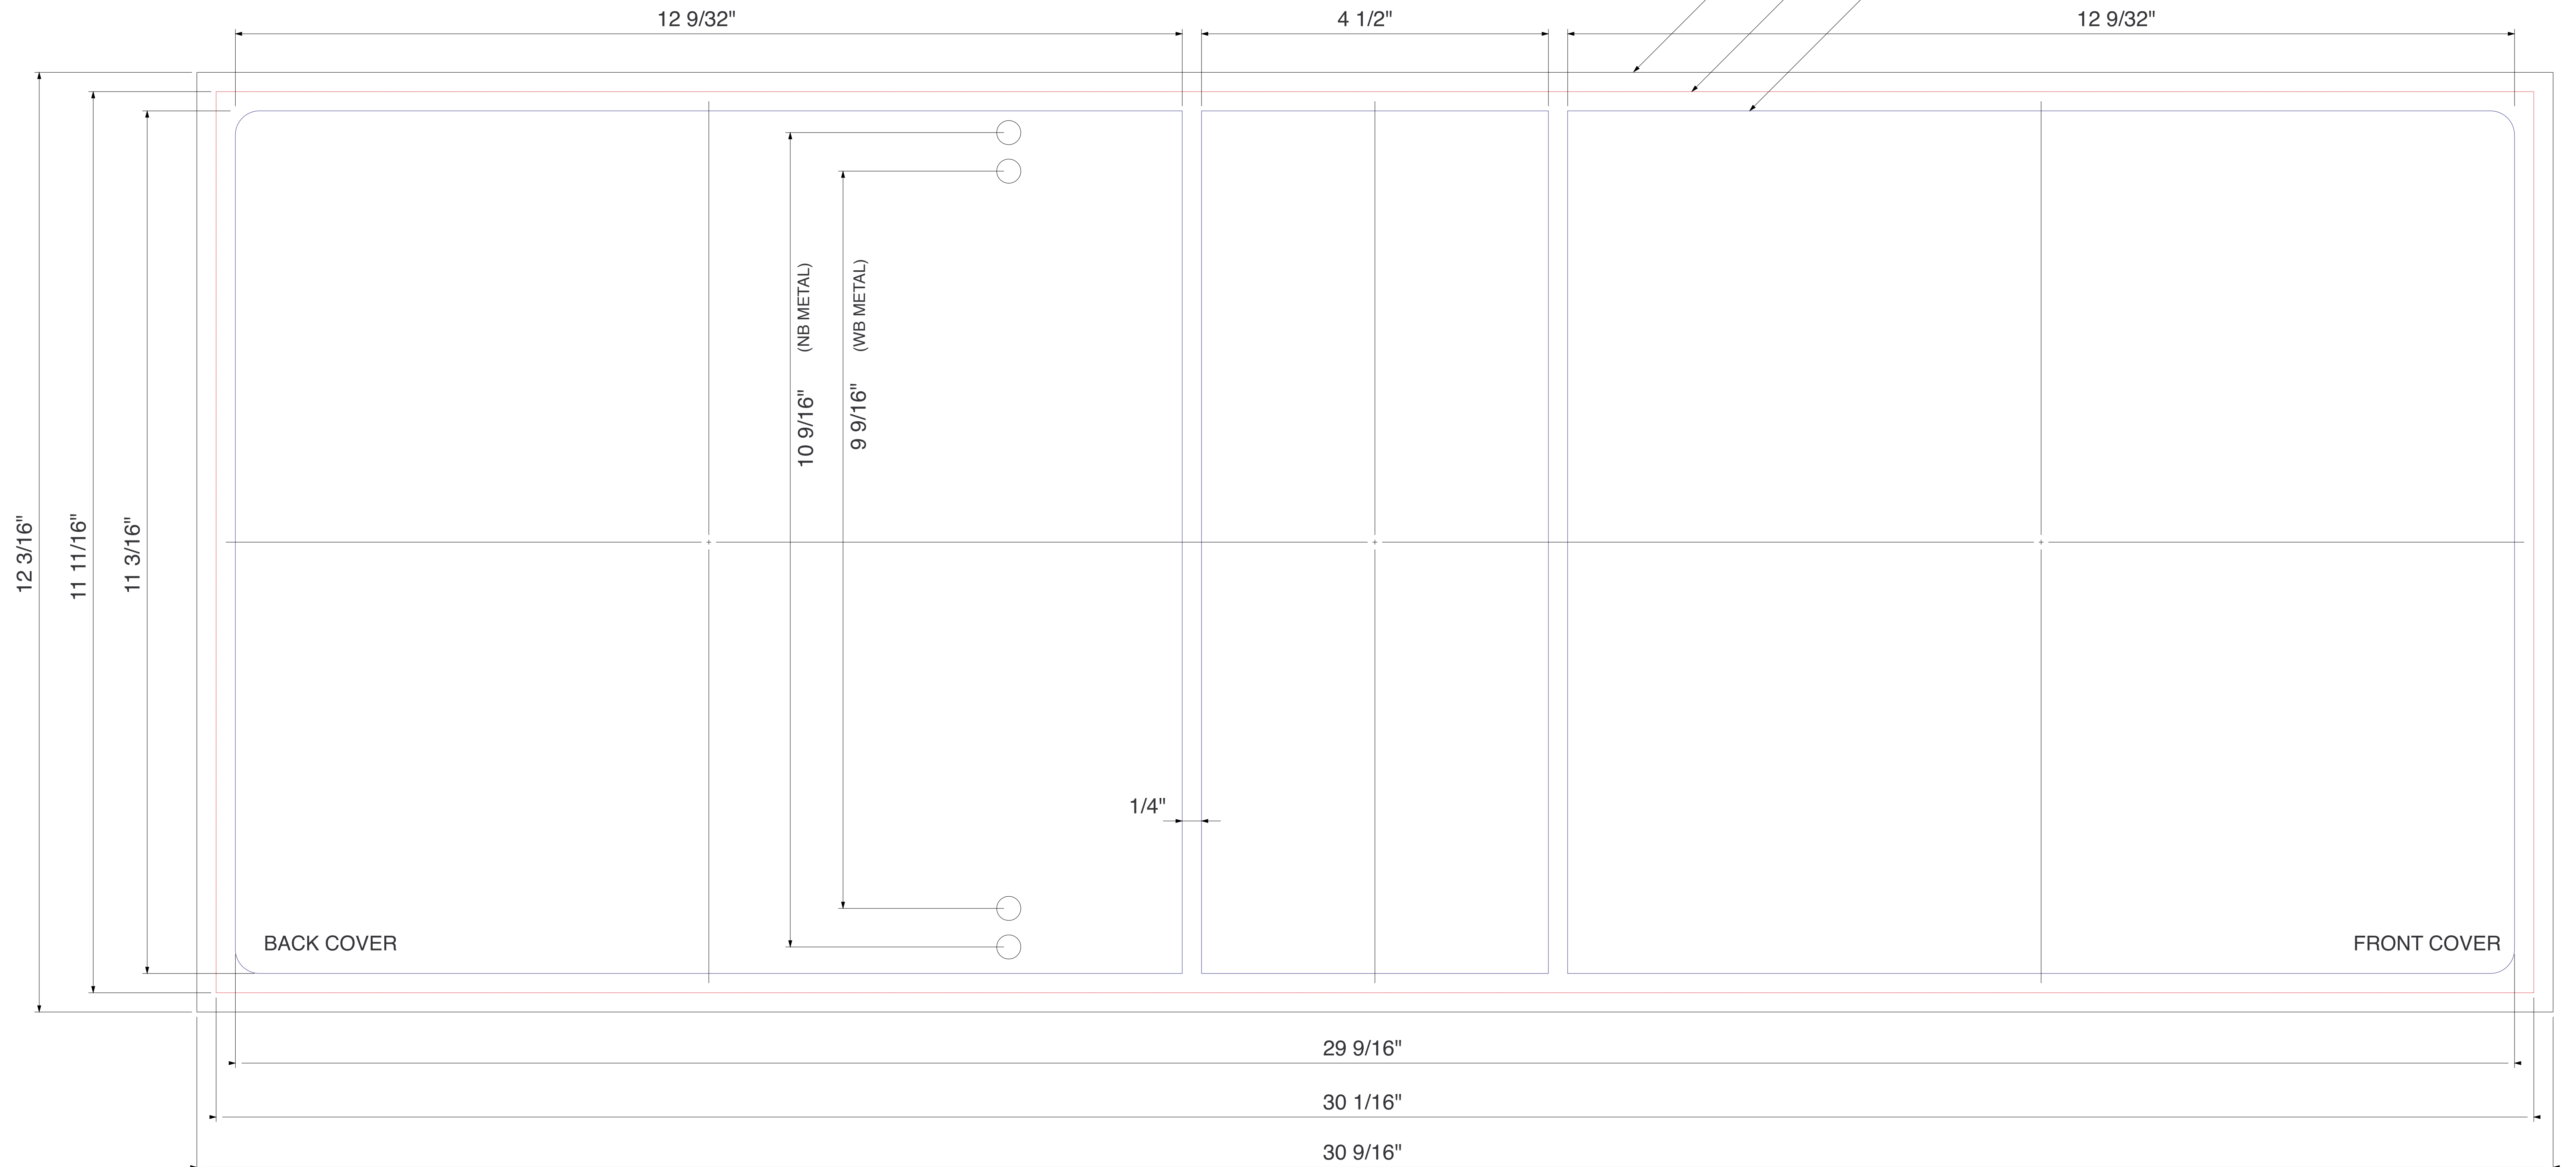 12 9/32"
4 1/2"
12 9/32"
12 3/16"
11 11/16"
11 3/16"
10 9/16" (NB METAL)
9 9/16" (WB METAL)
1/4"
BACK COVER
FRONT COVER
29 9/16"
30 1/16"
30 9/16"